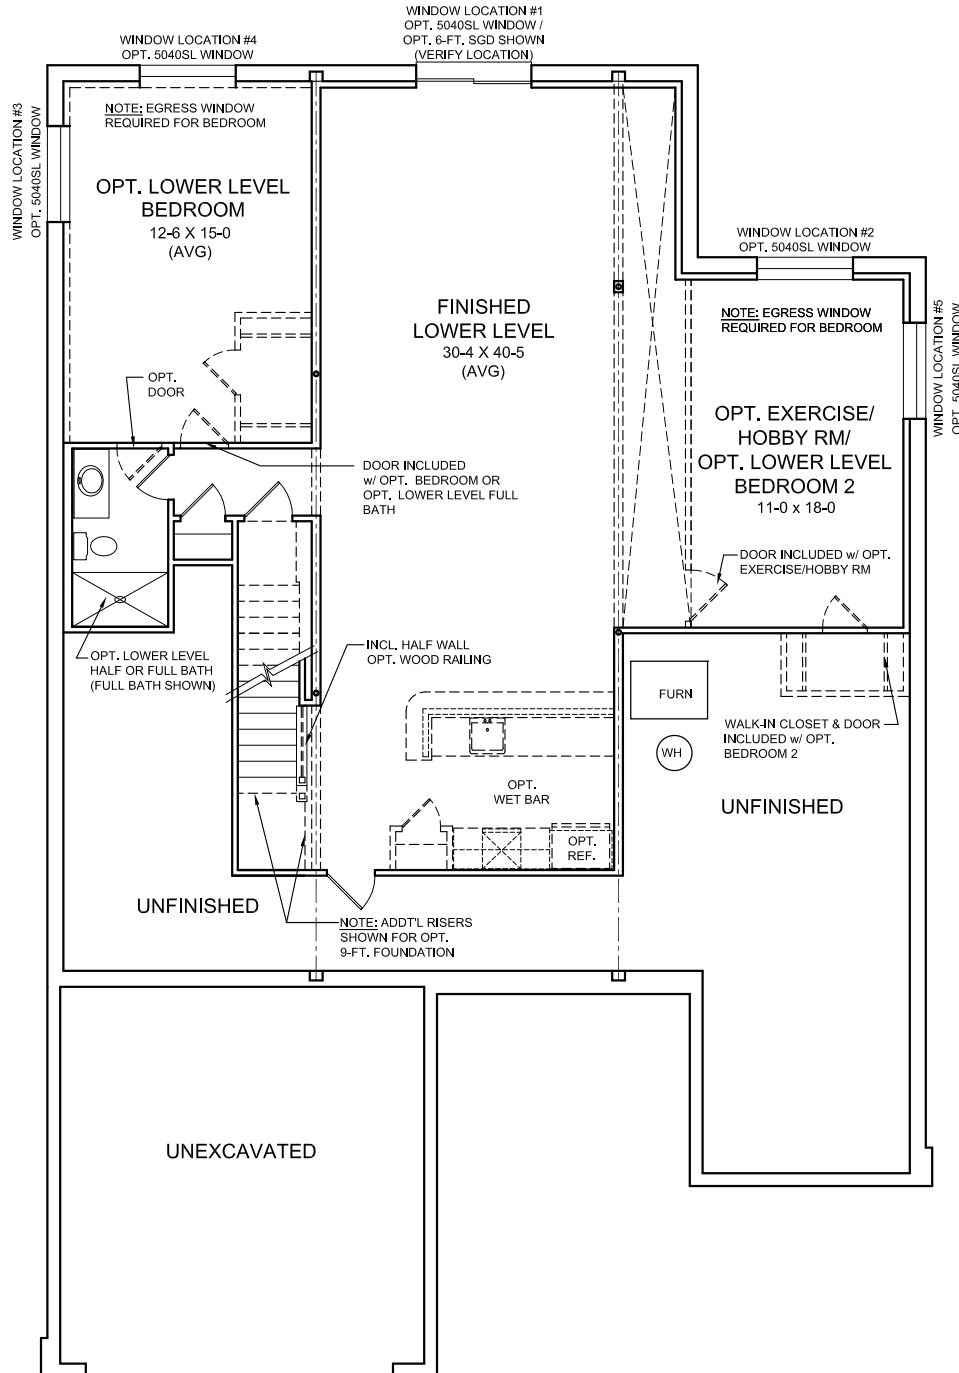 WINDOW LOCATION #1
OPT. 5040SL WINDOW /
OPT. 6-FT. SGD SHOWN
(VERIFY LOCATION)
WINDOW LOCATION #4
OPT. 5040SL WINDOW
WINDOW LOCATION #3
OPT. 5040SL WINDOW
NOTE: EGRESS WINDOW
REQUIRED FOR BEDROOM
OPT. LOWER LEVEL
BEDROOM
12-6 X 15-0
(AVG)
WINDOW LOCATION #2
OPT. 5040SL WINDOW
FINISHED
LOWER LEVEL
30-4 X 40-5
(AVG)
NOTE: EGRESS WINDOW
REQUIRED FOR BEDROOM
WINDOW LOCATION #5
OPT. 5040SL WINDOW
OPT.
DOOR
OPT. EXERCISE/
HOBBY RM/
OPT. LOWER LEVEL
BEDROOM 2
11-0 x 18-0
DOOR INCLUDED
w/ OPT. BEDROOM OR
OPT. LOWER LEVEL FULL
BATH
DOOR INCLUDED w/ OPT.
EXERCISE/HOBBY RM
OPT. LOWER LEVEL
HALF OR FULL BATH
(FULL BATH SHOWN)
INCL. HALF WALL
OPT. WOOD RAILING
FURN
WH
WALK-IN CLOSET & DOOR
INCLUDED w/ OPT.
BEDROOM 2
OPT.
WET BAR
UNFINISHED
OPT.
REF.
UNFINISHED
NOTE: ADDT'L RISERS
SHOWN FOR OPT.
9-FT. FOUNDATION
UNEXCAVATED